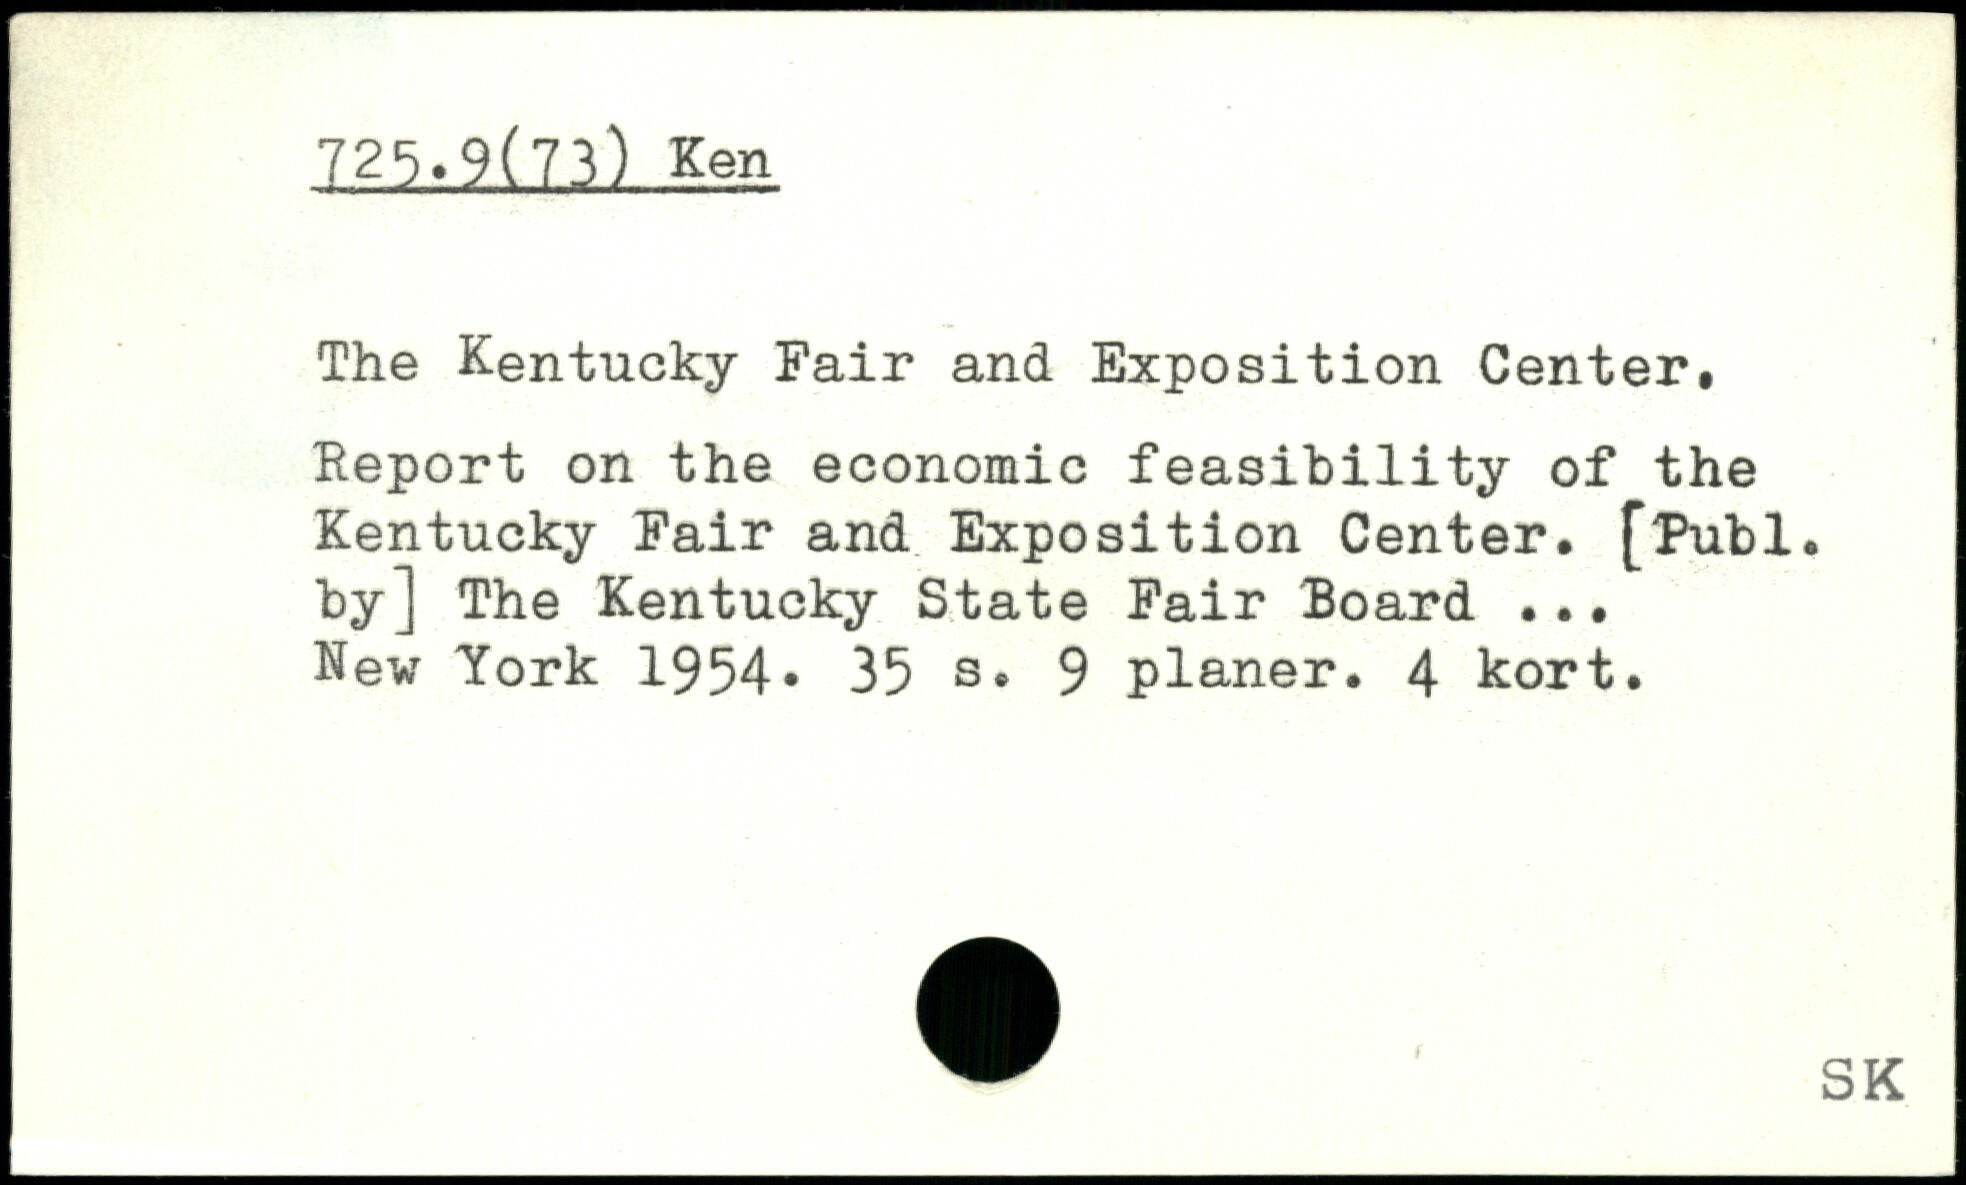 725.9(73) Ken
The Kentucky Fair and Exposition Center.
Report on the economic feasibility of the
Kentucky Fair and Exposition Center. [Publ.
by] The Kentucky State Fair Board ...
New York 1954. 35 s. 9 planer. 4 kort.
SK